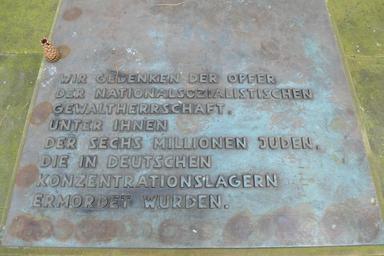 WIR GEDENKEN DER OPFER
DER NATIONALSOZIALISTISCHEN
GEWALTHERRSCHAFT.
UNTER IHNEN
DER SECHS MILLIONEN JUDEN,
DIE IN DEUTSCHEN
KONZENTRATIONSLAGERN
ERMORDET WURDEN.